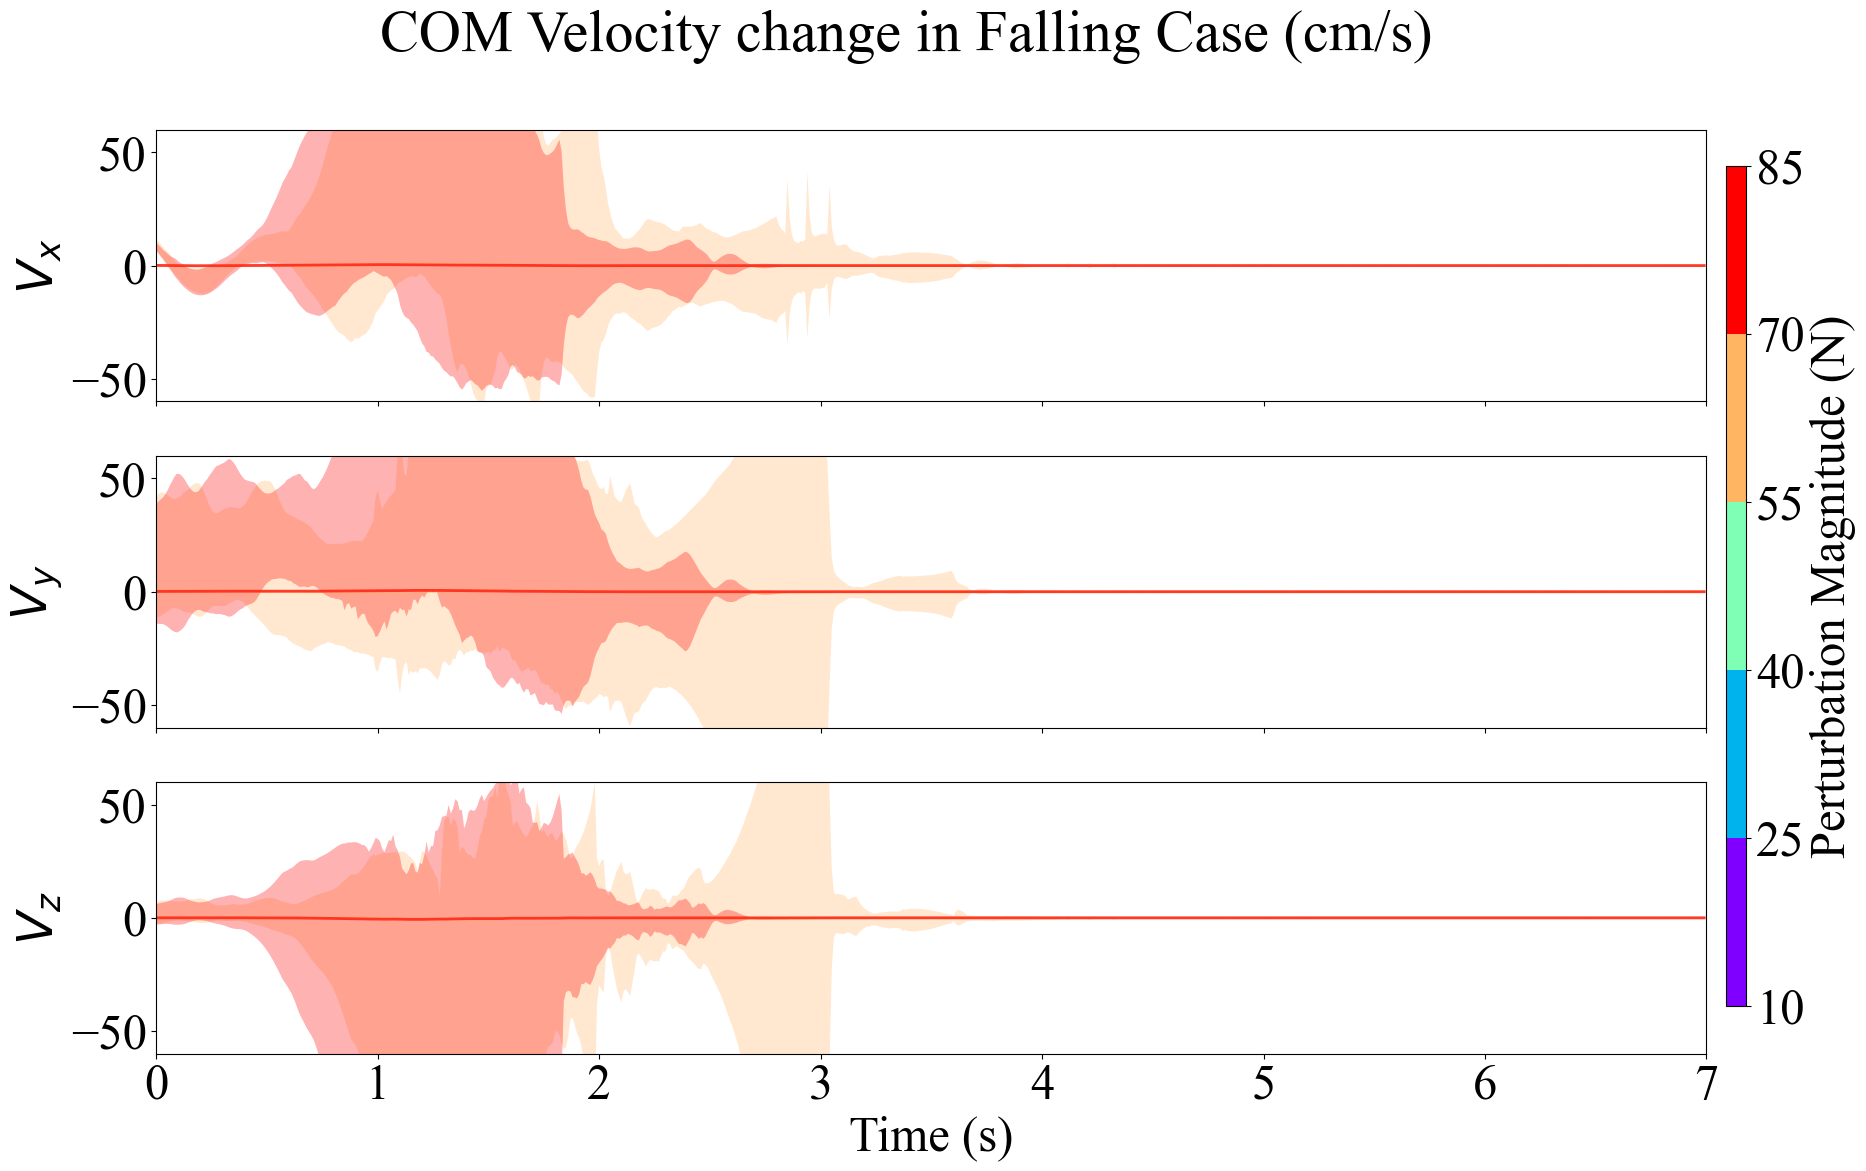 COM Velocity change in Falling Case (cm/s)
50
0
−50
V_x
50
0
−50
V_y
50
0
−50
V_z
0 1 2 3 4 5 6 7
Time (s)
85
70
55
40
25
10
Perturbation Magnitude (N)